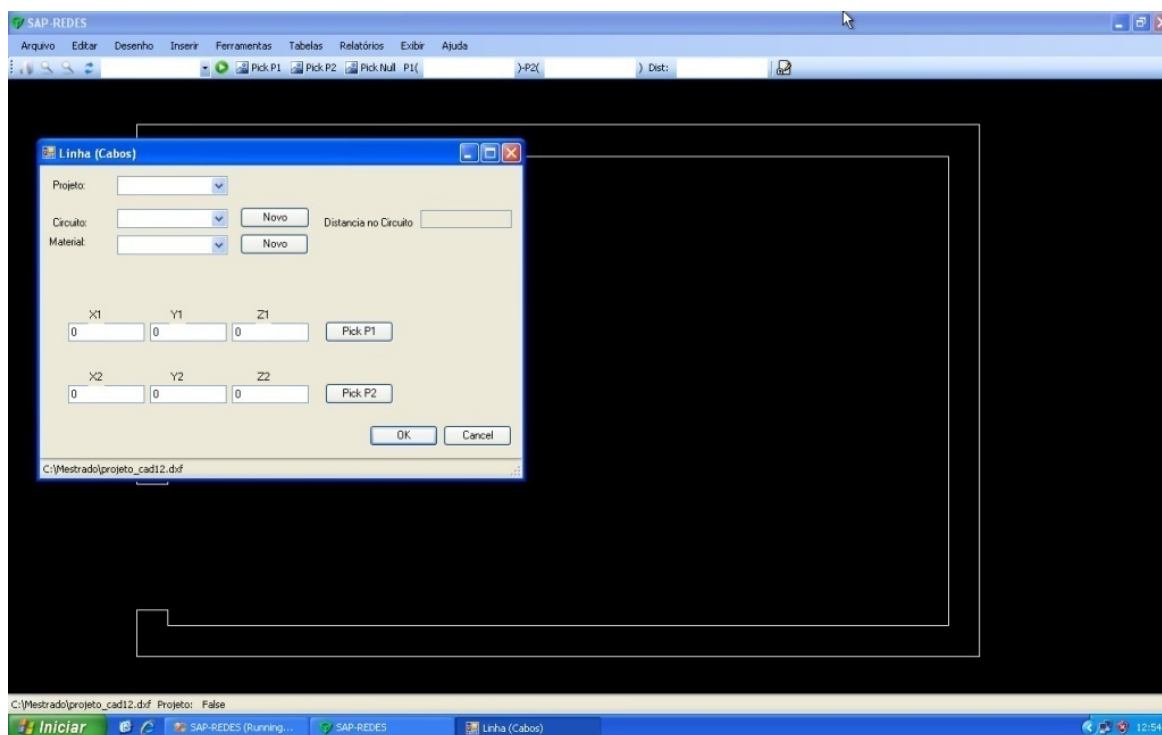 SAP-REDES
Arquivo Editar Desenho Inserir Ferramentas Tabelas Relatórios Exibir Ajuda
Pick P1 Pick P2 Pick Null P1( )-P2( ) Dist:
Linha (Cabos)
Projeto:
Circuito: Novo Distancia no Circuito
Material: Novo
X1 Y1 Z1
0 0 0 Pick P1
X2 Y2 Z2
0 0 0 Pick P2
OK Cancel
C:\Mestrado\projeto_cad12.dxf
C:\Mestrado\projeto_cad12.dxf Projeto: False
Iniciar SAP-REDES (Running... SAP-REDES Linha (Cabos) 12:54